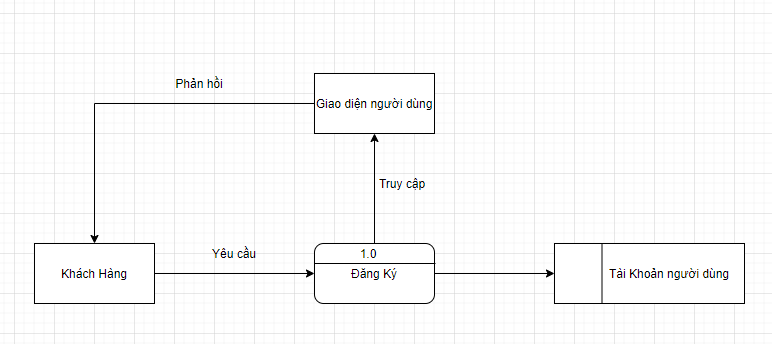 Phản hồi
Giao diện người dùng
Truy cập
Yêu cầu
1.0
Khách Hàng
Đăng Ký
Tài Khoản người dùng